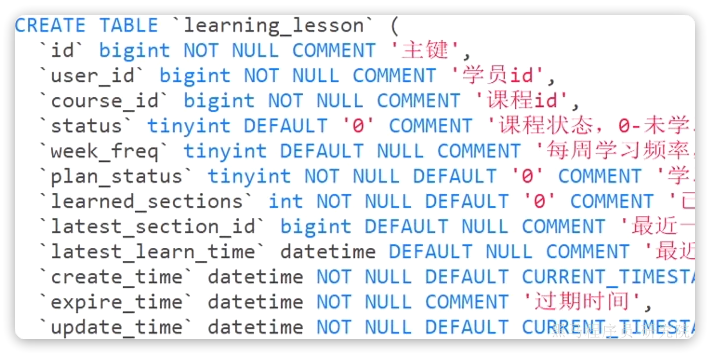 CREATE TABLE `learning_lesson` (
`id` bigint NOT NULL COMMENT '主键',
`user_id` bigint NOT NULL COMMENT '学员id',
`course_id` bigint NOT NULL COMMENT '课程id',
`status` tinyint DEFAULT '0' COMMENT '课程状态，0-未学
`week_freq` tinyint DEFAULT NULL COMMENT '每周学习频率，
`plan_status` tinyint NOT NULL DEFAULT '0' COMMENT '学
`learned_sections` int NOT NULL DEFAULT '0' COMMENT '已
`latest_section_id` bigint DEFAULT NULL COMMENT '最近一
`latest_learn_time` datetime DEFAULT NULL COMMENT '最近
`create_time` datetime NOT NULL DEFAULT CURRENT_TIMESTA
`expire_time` datetime NOT NULL COMMENT '过期时间',
`update_time` datetime NOT NULL DEFAULT CURRENT_TIMESTA